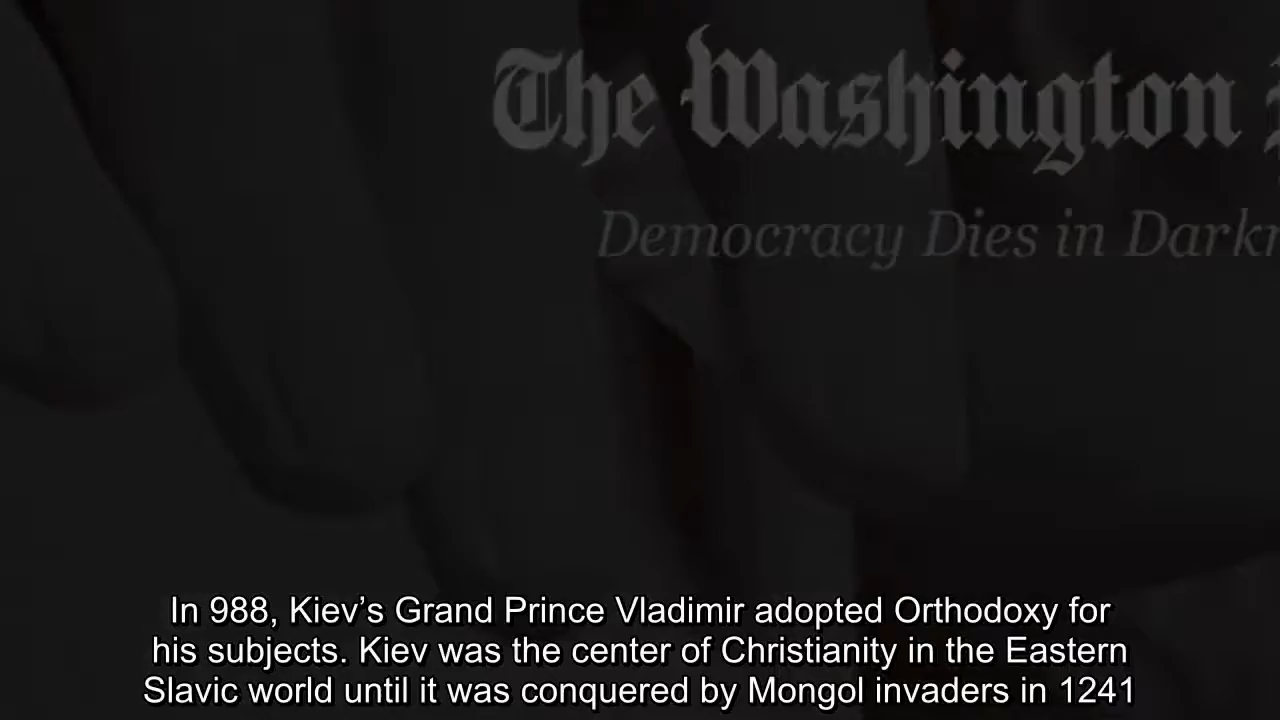 The Washington
Democracy Dies in Dark
In 988, Kiev’s Grand Prince Vladimir adopted Orthodoxy for
his subjects. Kiev was the center of Christianity in the Eastern
Slavic world until it was conquered by Mongol invaders in 1241